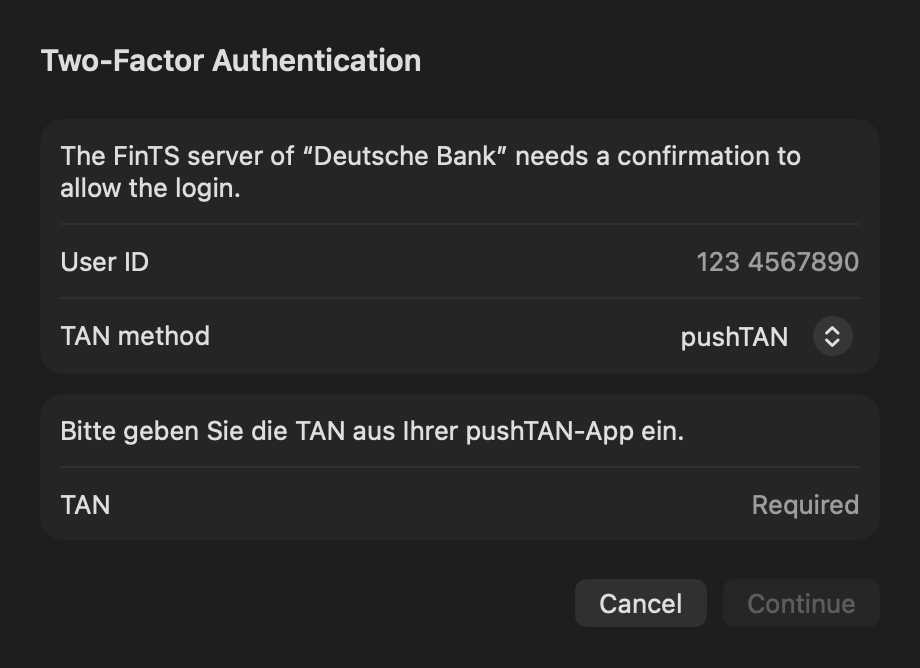 Two-Factor Authentication
The FinTS server of “Deutsche Bank” needs a confirmation to
allow the login.
User ID 123 4567890
TAN method pushTAN
Bitte geben Sie die TAN aus Ihrer pushTAN-App ein.
TAN Required
Cancel Continue